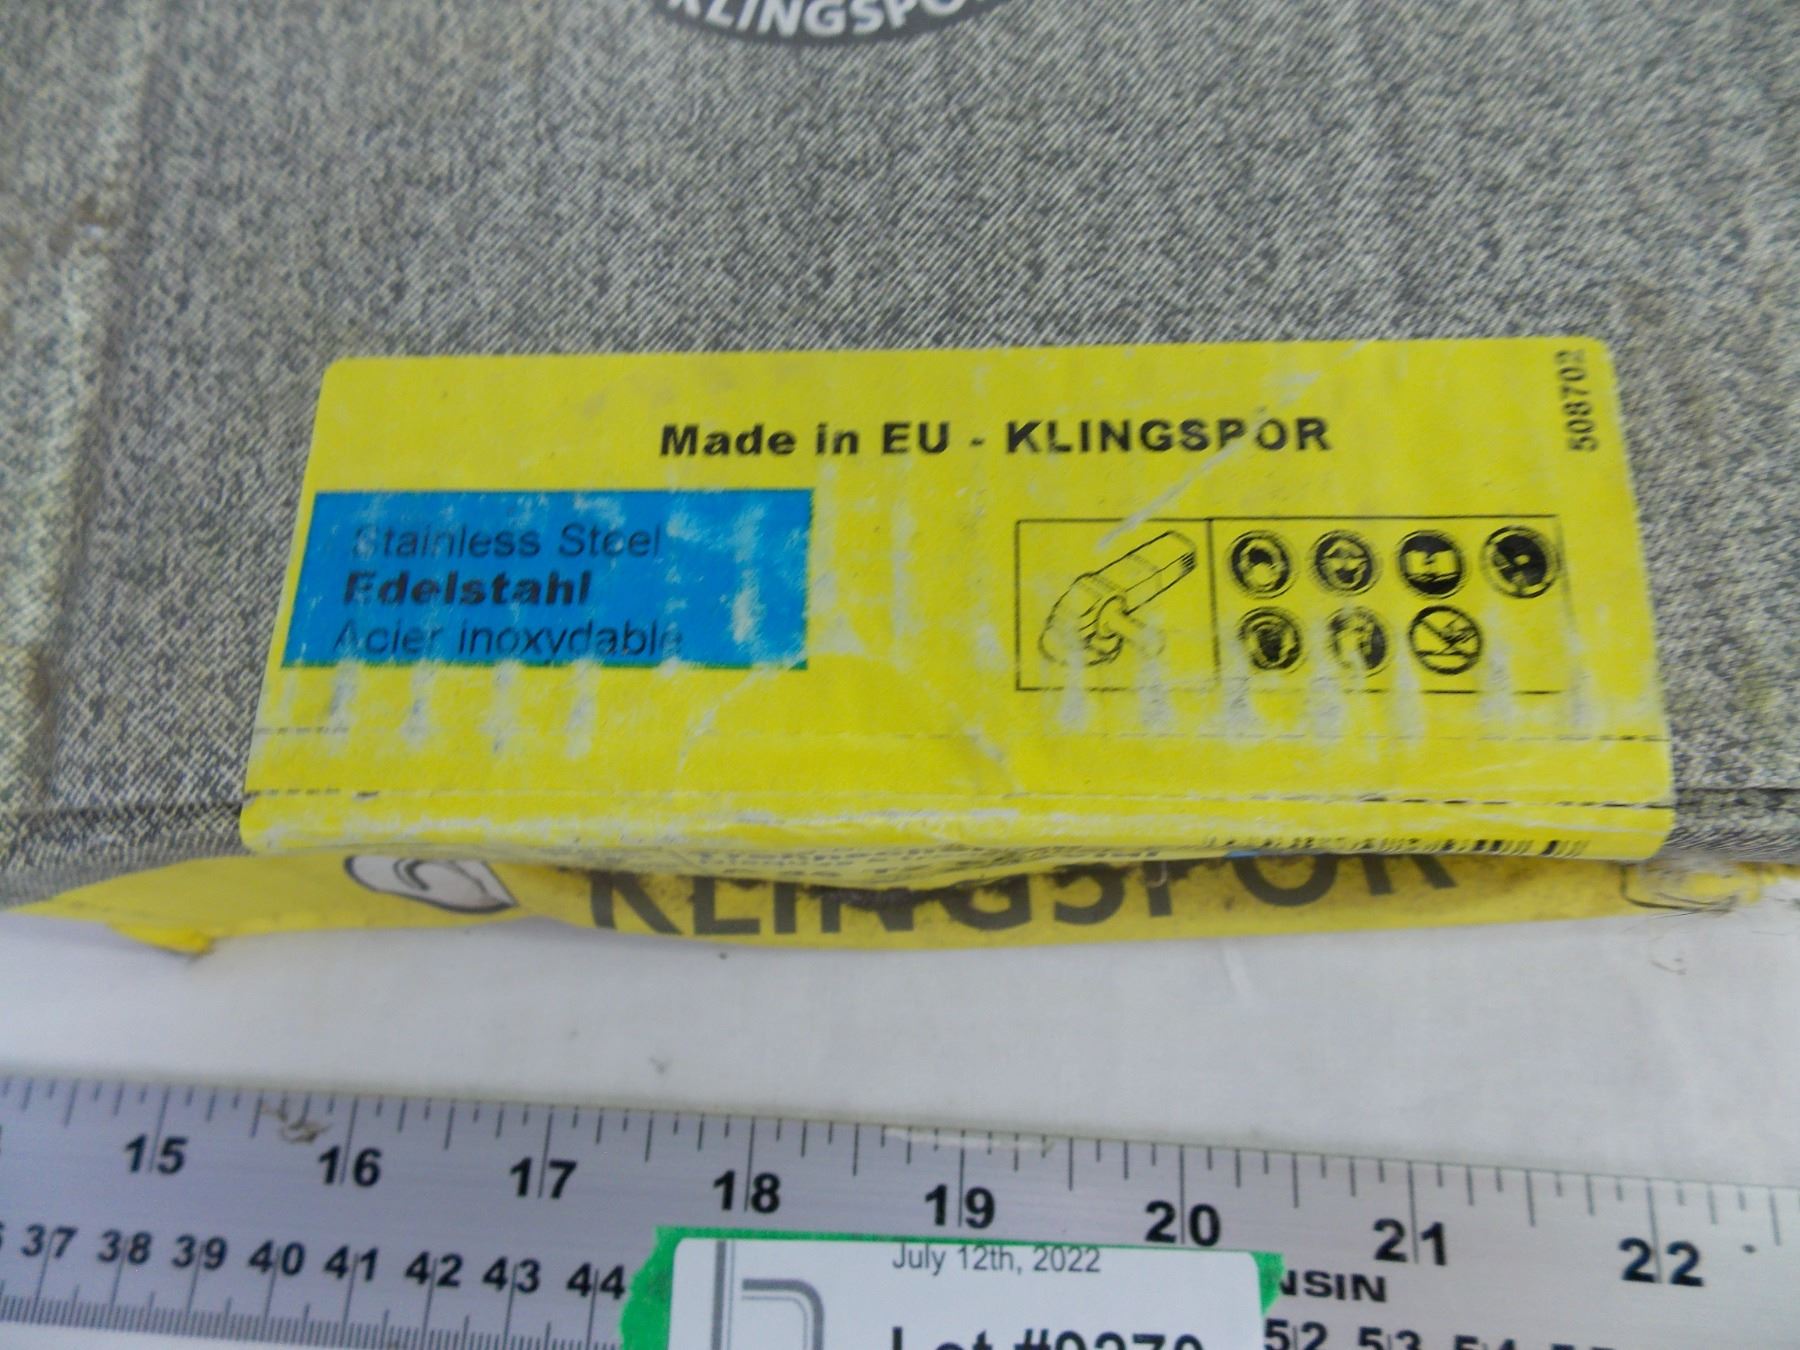 KLINGSPOR
Made in EU - KLINGSPOR
508702
Stainless Steel
Edelstahl
Acier inoxydable
KLINGSPOR
15 16 17 18 19 20 21 22
37 38 39 40 41 42 43 44
July 12th, 2022
NSIN
52 53 54